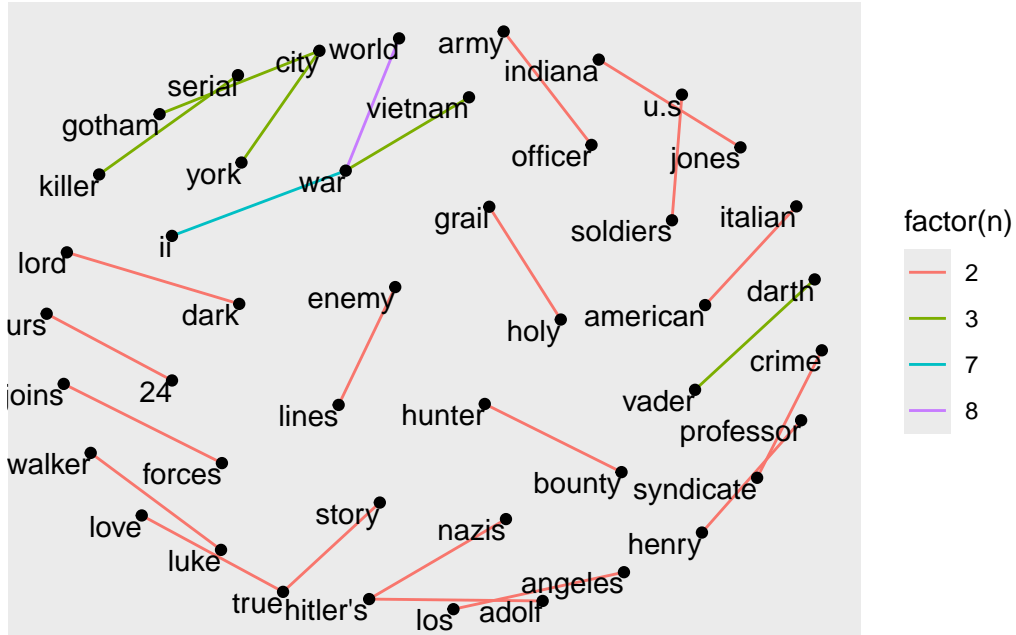 world
army
city
indiana
serial
vietnam
u.s
gotham
officer
jones
killer
york
war
grail
soldiers
italian
ii
lord
enemy
darth
dark
holy
american
urs
crime
24
joins
lines
hunter
vader
professor
walker
forces
bounty
syndicate
love
story
nazis
luke
henry
true
hitler's
los
adolf
angeles
factor(n)
2
3
7
8